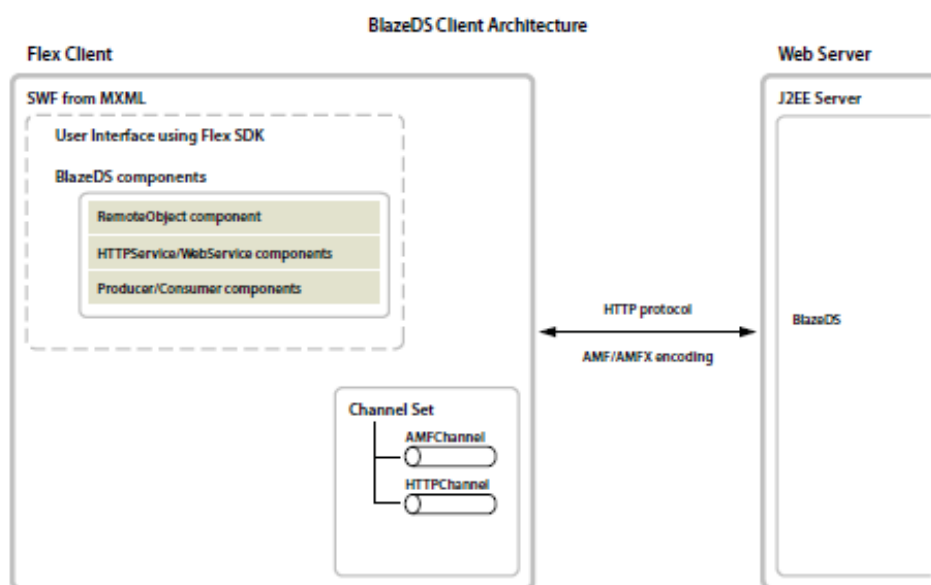 BlazeDS Client Architecture
Flex Client
Web Server
SWF from MXML
User Interface using Flex SDK
BlazeDS components
RemoteObject component
HTTPService/WebService components
Producer/Consumer components
Channel Set
AMFChannel
HTTPChannel
HTTP protocol
AMF/AMFX encoding
J2EE Server
BlazeDS